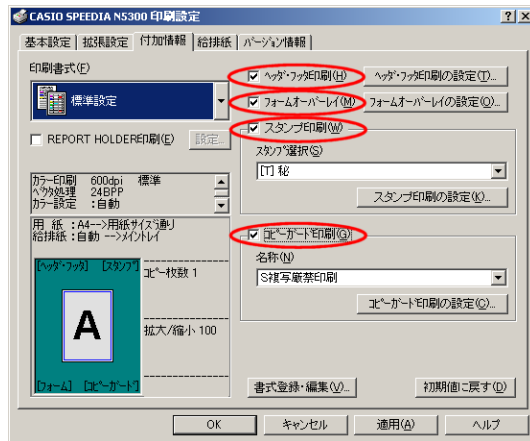 CASIO SPEEDIA N5300 印刷設定
基本設定 拡張設定 付加情報 給排紙 バージョン情報
印刷書式(F)
標準設定
REPORT HOLDER印刷(E) 設定...
カラー印刷 600dpi 標準
ベクタ処理 24BPP
カラー設定 :自動
用 紙 :A4-->用紙サイズ通り
給排紙:自動 -->メイントレイ
[ヘッダ・フッタ] [スタンプ]
コピー枚数 1
A
拡大/縮小 100
[フォーム] [コピーガード]
ヘッダ・フッタ印刷(H) ヘッダ・フッタ印刷の設定(T)...
フォームオーバーレイ(M) フォームオーバーレイの設定(O)...
スタンプ印刷(W)
スタンプ選択(S)
[T] 秘
スタンプ印刷の設定(K)...
コピーガード印刷(G)
名称(N)
S複写厳禁印刷
コピーガード印刷の設定(C)...
書式登録・編集(V)... 初期値に戻す(D)
OK キャンセル 適用(A) ヘルプ